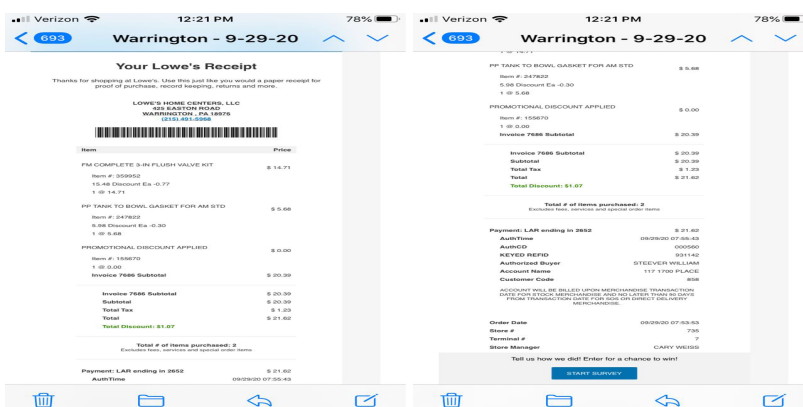 Verizon 12:21 PM 78%
693 Warrington - 9-29-20
Your Lowe's Receipt
Thanks for shopping at Lowe's. Use this just like you would a paper receipt for
proof of purchase, record keeping, returns and more.
LOWE'S HOME CENTERS, LLC
425 EASTON ROAD
WARRINGTON , PA 18976
(215) 491-5966
Item Price
FM COMPLETE 3-IN FLUSH VALVE KIT $ 14.71
Item #: 359952
15.48 Discount Ea -0.77
1 @ 14.71
PP TANK TO BOWL GASKET FOR AM STD $ 5.68
Item #: 247822
5.98 Discount Ea -0.30
1 @ 5.68
PROMOTIONAL DISCOUNT APPLIED $ 0.00
Item #: 155670
1 @ 0.00
Invoice 7686 Subtotal $ 20.39
Invoice 7686 Subtotal $ 20.39
Subtotal $ 20.39
Total Tax $ 1.23
Total $ 21.62
Total Discount: $1.07
Total # of items purchased: 2
Excludes fees, services and special order items
Payment: LAR ending in 2652 $ 21.62
AuthTime 09/29/20 07:55:43
Verizon 12:21 PM 78%
693 Warrington - 9-29-20
1 @ 14.71
PP TANK TO BOWL GASKET FOR AM STD $ 5.68
Item #: 247822
5.98 Discount Ea -0.30
1 @ 5.68
PROMOTIONAL DISCOUNT APPLIED $ 0.00
Item #: 155670
1 @ 0.00
Invoice 7686 Subtotal $ 20.39
Invoice 7686 Subtotal $ 20.39
Subtotal $ 20.39
Total Tax $ 1.23
Total $ 21.62
Total Discount: $1.07
Total # of items purchased: 2
Excludes fees, services and special order items
Payment: LAR ending in 2652 $ 21.62
AuthTime 09/29/20 07:55:43
AuthCD 000560
KEYED REFID 931142
Authorized Buyer STEEVER WILLIAM
Account Name 117 1700 PLACE
Customer Code 858
ACCOUNT WILL BE BILLED UPON MERCHANDISE TRANSACTION
DATE FOR STOCK MERCHANDISE AND NO LATER THAN 90 DAYS
FROM TRANSACTION DATE FOR SOS OR DIRECT DELIVERY
MERCHANDISE.
Order Date 09/29/20 07:53:53
Store # 735
Terminal # 7
Store Manager CARY WEISS
Tell us how we did! Enter for a chance to win!
START SURVEY